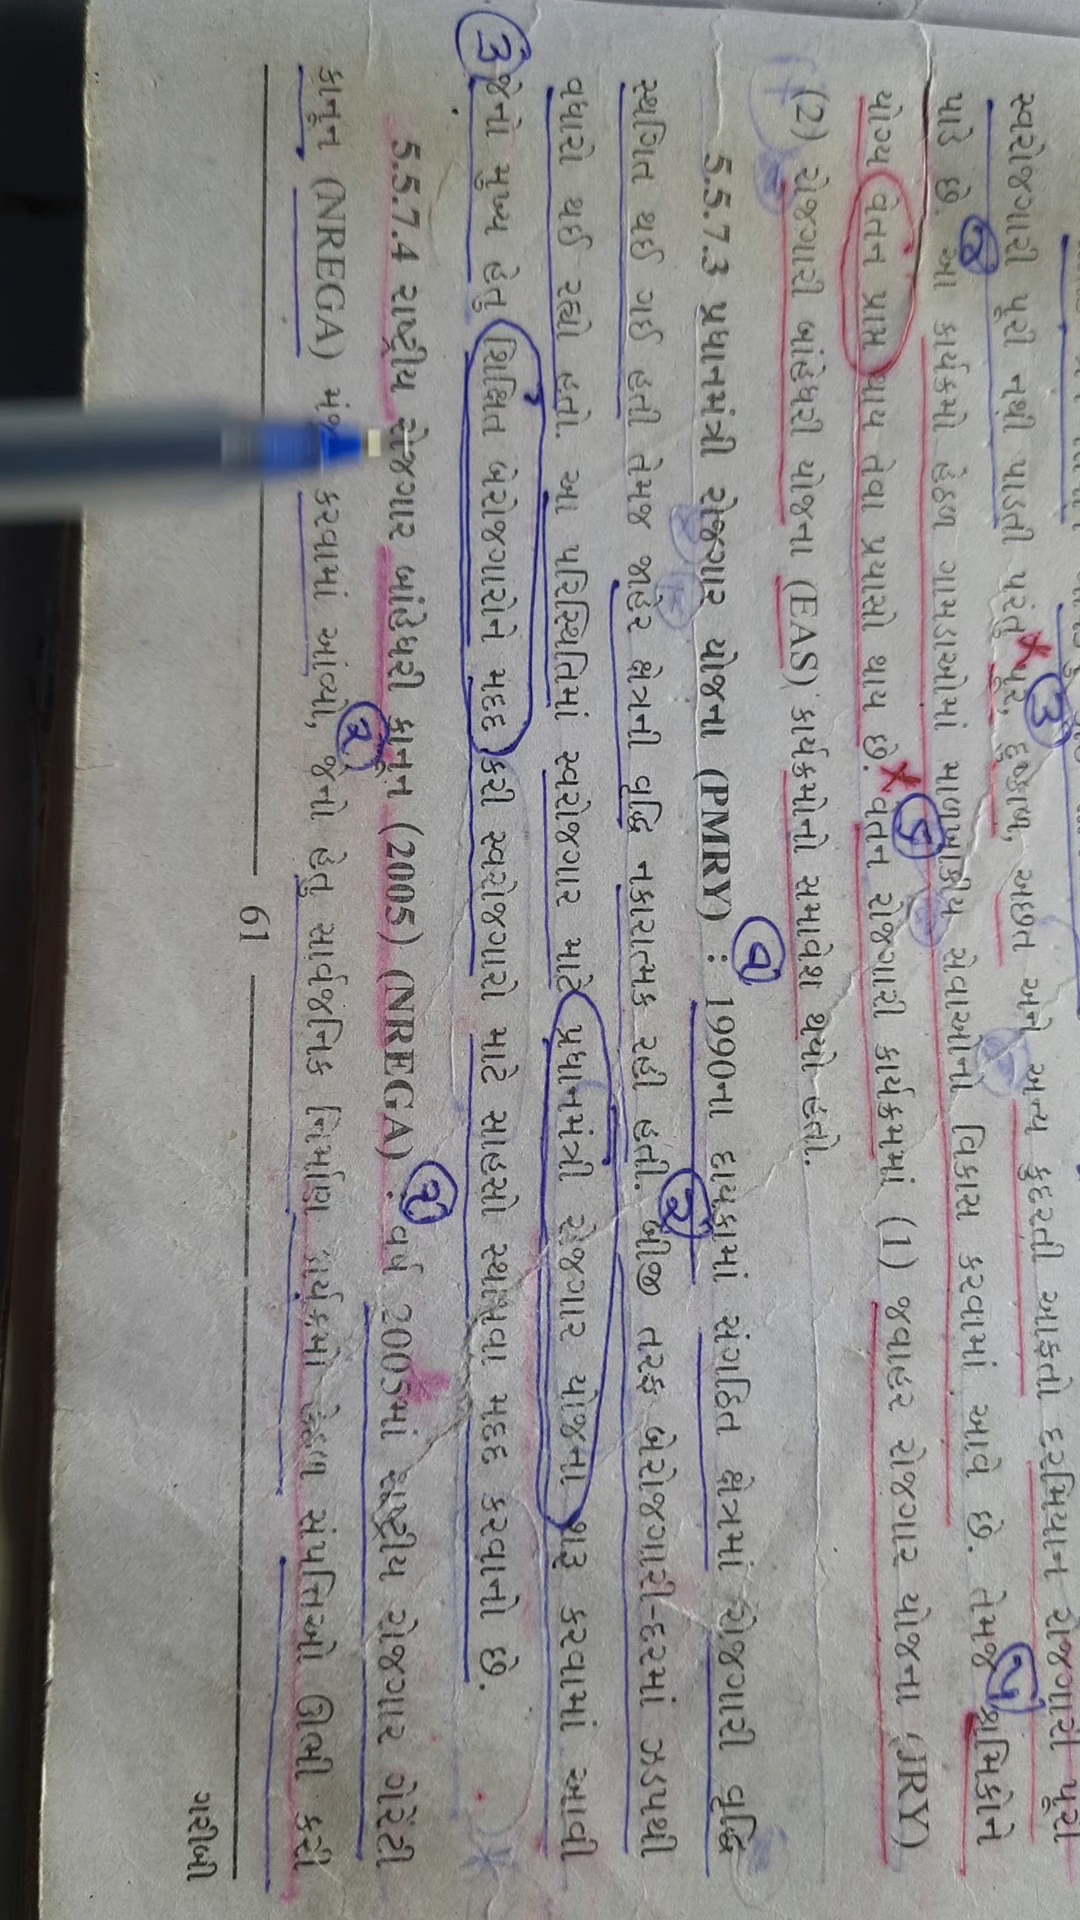 સ્વરોજગારી પૂરી નથી પાડતી પરંતુ પૂર, દુષ્કાળ, અછત અને અન્ય કુદરતી આફતો દરમિયાન રોજગારી પૂરી
પાડે છે. આ કાર્યક્રમો હેઠળ ગામડાઓમાં માળખાકીય સેવાઓનો વિકાસ કરવામાં આવે છે. તેમજ શ્રમિકોને
યોગ્ય વેતન પ્રાપ્ત થાય તેવા પ્રયાસો થાય છે. વતન રોજગારી કાર્યક્રમમાં (1) જવાહર રોજગાર યોજના (JRY)
(2) રોજગારી બાંહેધરી યોજના (EAS) કાર્યક્રમોનો સમાવેશ થયો હતો.
5.5.7.3 પ્રધાનમંત્રી રોજગાર યોજના (PMRY) : 1990ના દાયકામાં સંગઠિત ક્ષેત્રમાં રોજગારી વૃદ્ધિ
સ્થગિત થઈ ગઈ હતી તેમજ જાહેર ક્ષેત્રની વૃદ્ધિ નકારાત્મક રહી હતી. બીજી તરફ બેરોજગારી-દરમાં ઝડપથી
વધારો થઈ રહ્યો હતો. આ પરિસ્થિતિમાં સ્વરોજગાર માટે પ્રધાનમંત્રી રોજગાર યોજના શરૂ કરવામાં આવી
જેનો મુખ્ય હેતુ શિક્ષિત બેરોજગારોને મદદ કરી સ્વરોજગારો માટે સાહસો સ્થાપવા મદદ કરવાનો છે.
5.5.7.4 રાષ્ટ્રીય રોજગાર બાંહેધરી કાનૂન (2005) (NREGA) : વર્ષ 2005માં રાષ્ટ્રીય રોજગાર ગેરંટી
કાનૂન (NREGA) કરવામાં આવ્યો, જેનો હેતુ સાર્વજનિક નિર્માણ કાર્યક્રમો હેઠળ સંપત્તિઓ ઊભી કરી
61
ગરીબી